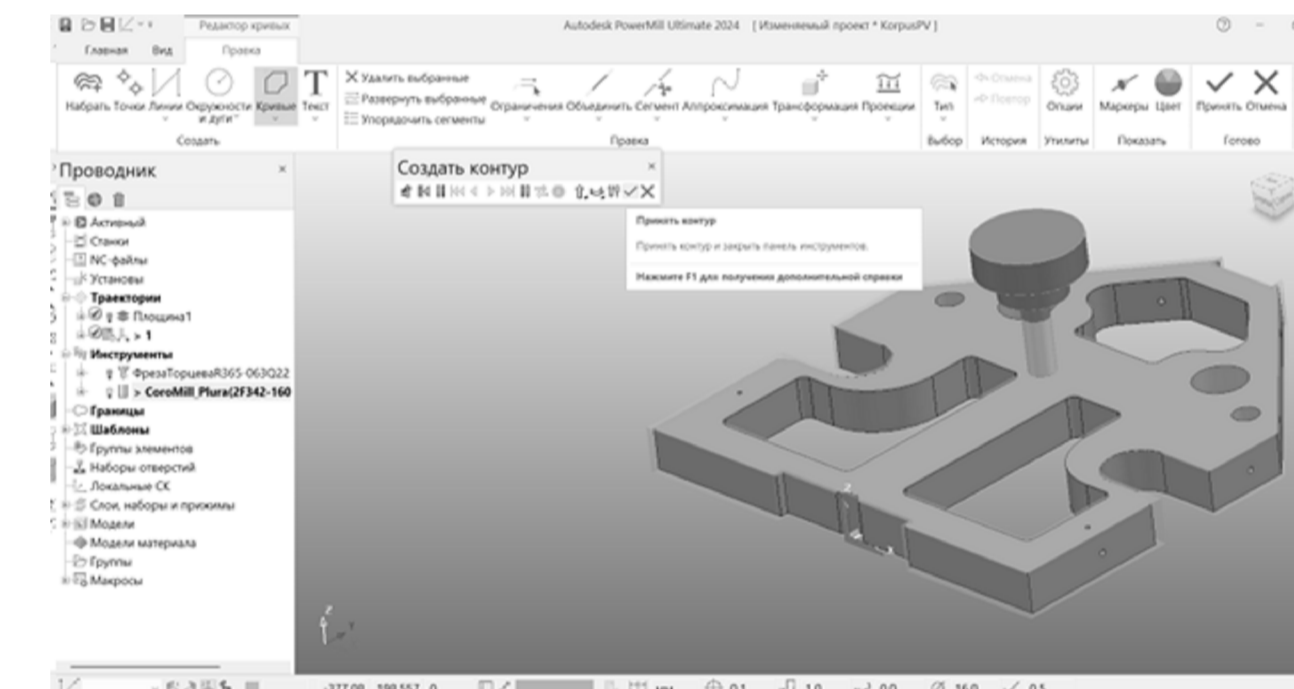 Редактор кривых
Autodesk PowerMill Ultimate 2024 [Изменяемый проект * KorpusPV]
Главная Вид Правка
Набрать Точки Линии Окружности и дуги Кривые Текст
Создать
Удалить выбранные
Развернуть выбранные
Упорядочить сегменты
Ограничения Объединить Сегмент Аппроксимация Трансформация Проекции
Правка
Тип
Выбор
Отмена
Повтор
История
Опции
Утилиты
Маркеры Цвет
Показать
Принять Отмена
Готово
Проводник
Создать контур
Принять контур
Принять контур и закрыть панель инструментов.
Нажмите F1 для получения дополнительной справки
Активный
Станки
NC-файлы
Установы
Траектории
Площина1
> 1
Инструменты
ФрезаТорцеваR365-063Q22
> CoroMill_Plura(2F342-160
Границы
Шаблоны
Группы элементов
Наборы отверстий
Локальные СК
Слои, наборы и прижимы
Модели
Модели материала
Группы
Макросы
Z
Z